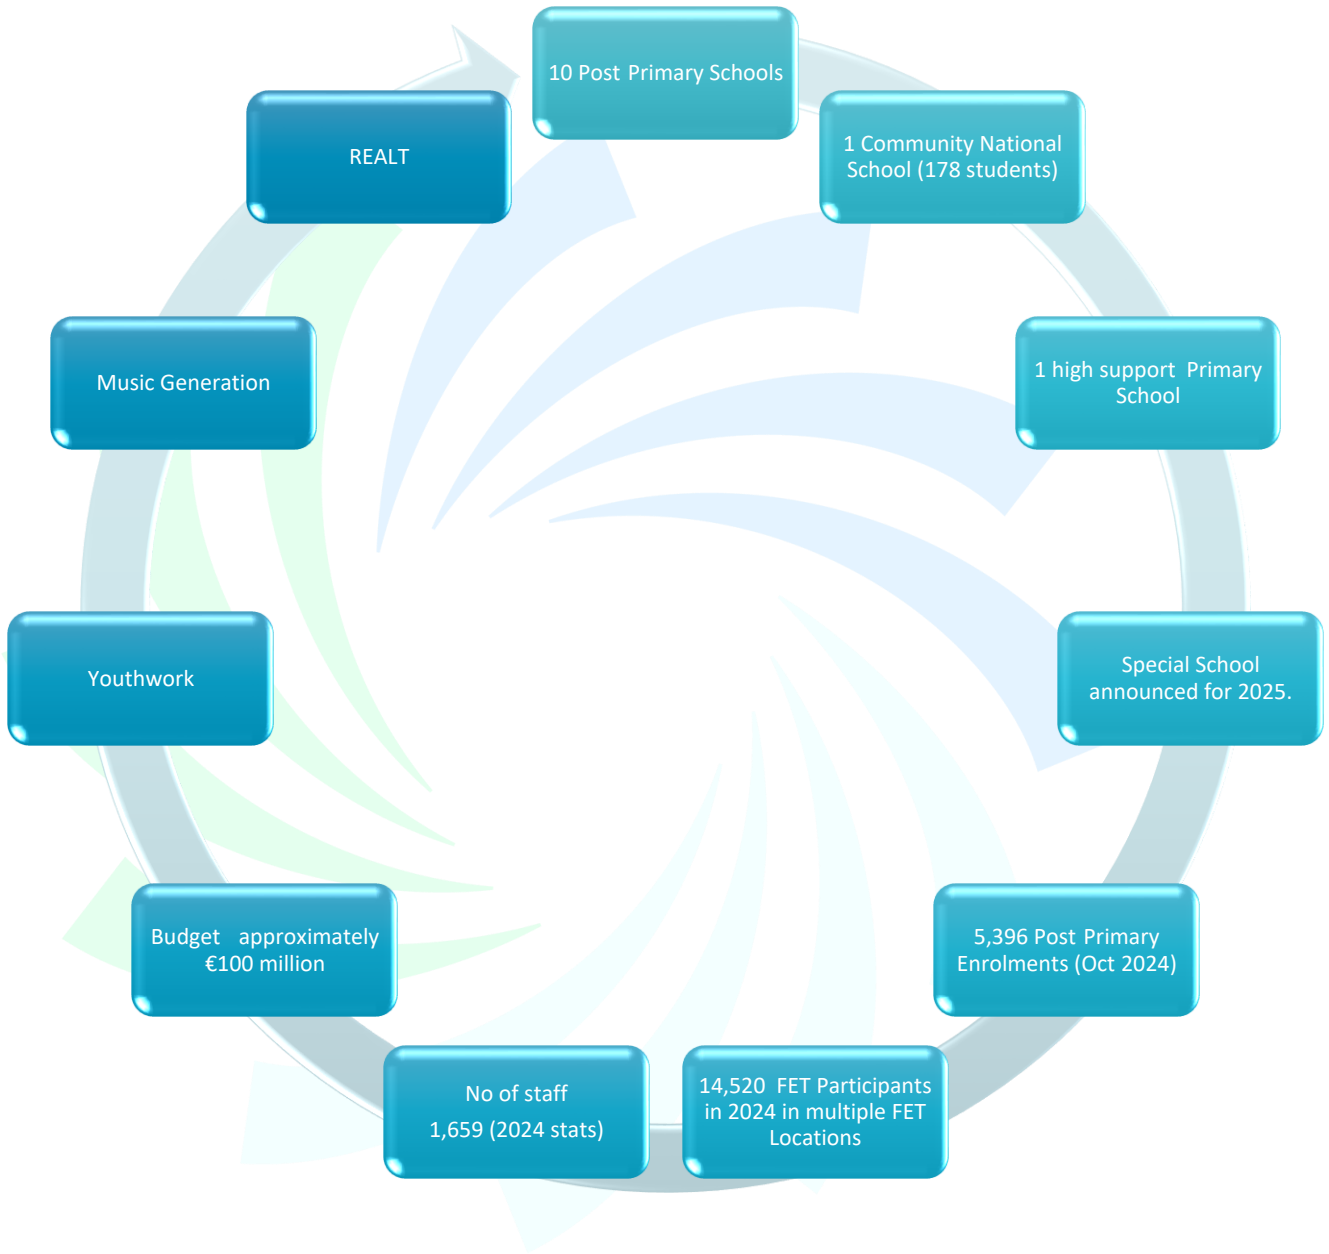 10 Post Primary Schools
1 Community National
School (178 students)
1 high support Primary
School
Special School
announced for 2025.
5,396 Post Primary
Enrolments (Oct 2024)
14,520 FET Participants
in 2024 in multiple FET
Locations
No of staff
1,659 (2024 stats)
Budget approximately
€100 million
Youthwork
Music Generation
REALT